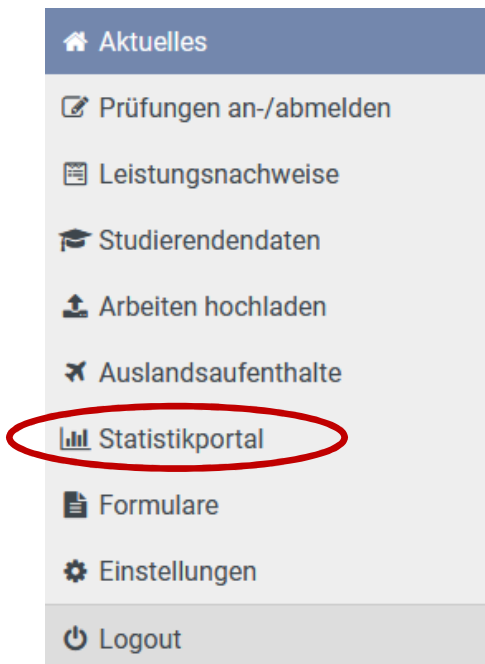 Aktuelles
Prüfungen an-/abmelden
Leistungsnachweise
Studierendendaten
Arbeiten hochladen
Auslandsaufenthalte
Statistikportal
Formulare
Einstellungen
Logout